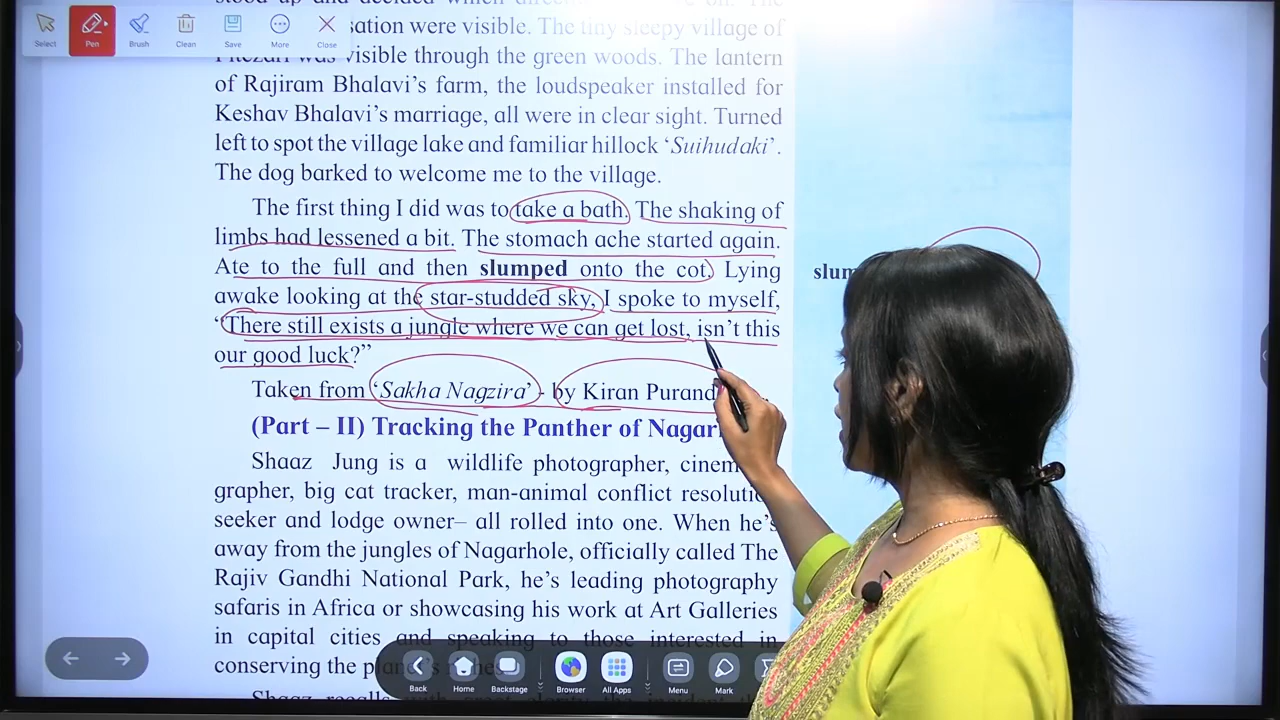 Select Pen Brush Clean Save More Close
sation were visible. The tiny sleepy village of
Pitezari was visible through the green woods. The lantern
of Rajiram Bhalavi's farm, the loudspeaker installed for
Keshav Bhalavi's marriage, all were in clear sight. Turned
left to spot the village lake and familiar hillock 'Suihudaki'.
The dog barked to welcome me to the village.
The first thing I did was to take a bath. The shaking of
limbs had lessened a bit. The stomach ache started again.
Ate to the full and then slumped onto the cot. Lying
slum
awake looking at the star-studded sky, I spoke to myself,
"There still exists a jungle where we can get lost, isn't this
our good luck?"
Taken from 'Sakha Nagzira' - by Kiran Purand
(Part – II) Tracking the Panther of Nagar
Shaaz Jung is a wildlife photographer, cinem
grapher, big cat tracker, man-animal conflict resolutio
seeker and lodge owner– all rolled into one. When he's
away from the jungles of Nagarhole, officially called The
Rajiv Gandhi National Park, he's leading photography
safaris in Africa or showcasing his work at Art Galleries
in capital cities and speaking to those interested in
conserving the
Back Home Backstage Browser All Apps Menu Mark